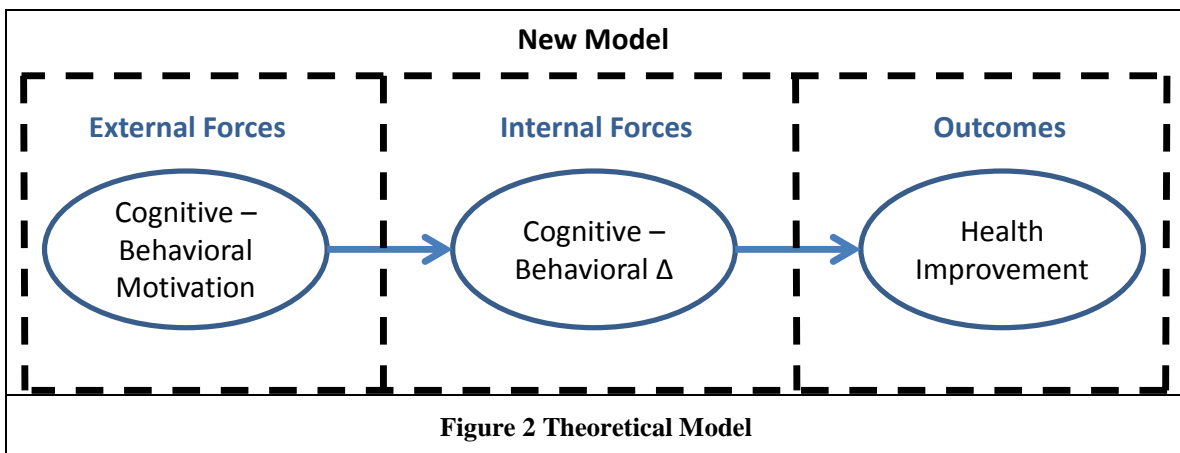 New Model
External Forces
Internal Forces
Outcomes
Cognitive –
Behavioral
Motivation
Cognitive –
Behavioral Δ
Health
Improvement
Figure 2 Theoretical Model